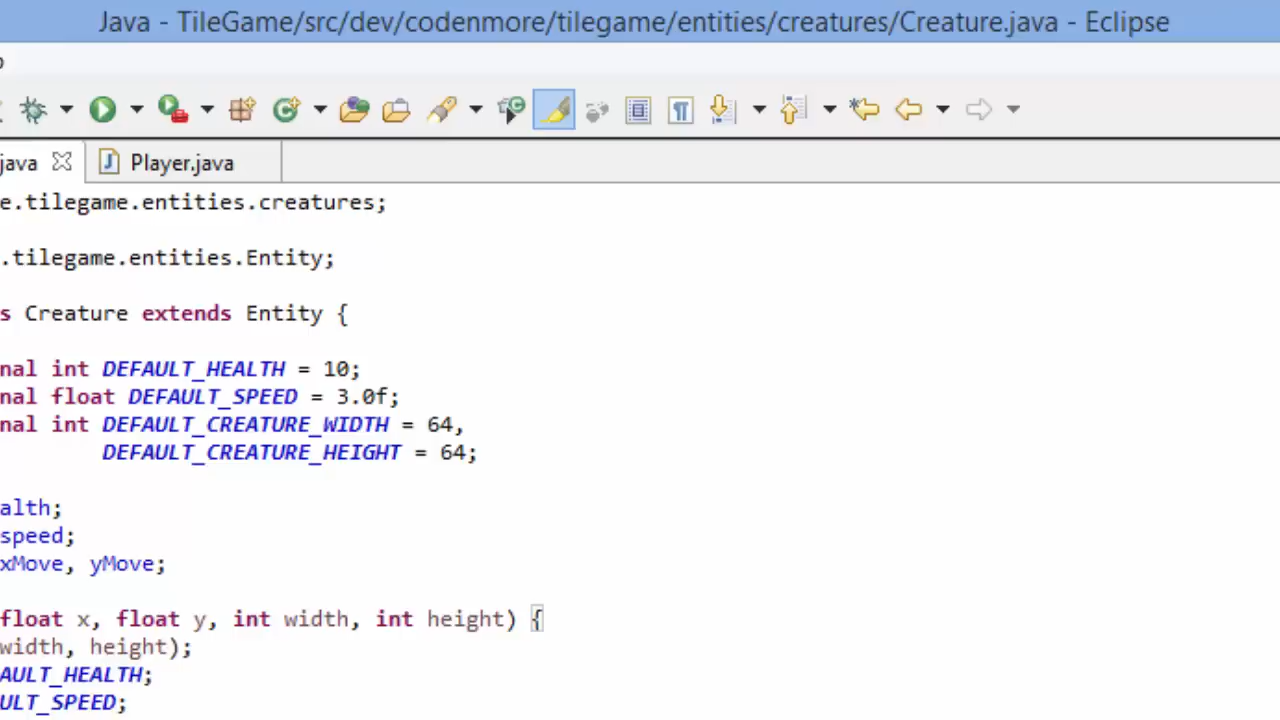 Java - TileGame/src/dev/codenmore/tilegame/entities/creatures/Creature.java - Eclipse
java
Player.java
e.tilegame.entities.creatures;
.tilegame.entities.Entity;
s Creature extends Entity {
nal int DEFAULT_HEALTH = 10;
nal float DEFAULT_SPEED = 3.0f;
nal int DEFAULT_CREATURE_WIDTH = 64,
DEFAULT_CREATURE_HEIGHT = 64;
alth;
speed;
xMove, yMove;
float x, float y, int width, int height) {
width, height);
AULT_HEALTH;
ULT_SPEED;